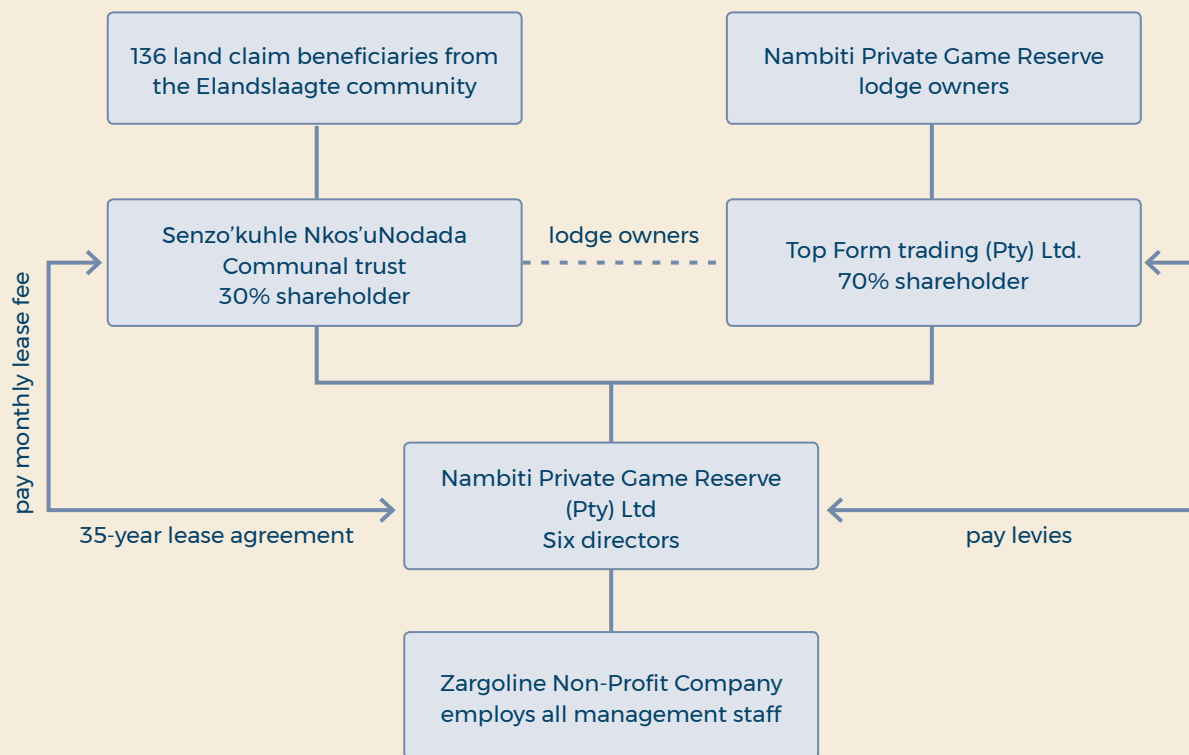 136 land claim beneficiaries from
the Elandslaagte community
Nambiti Private Game Reserve
lodge owners
Senzo’kuhle Nkos’uNodada
Communal trust
30% shareholder
lodge owners
Top Form trading (Pty) Ltd.
70% shareholder
pay monthly lease fee
Nambiti Private Game Reserve
(Pty) Ltd
Six directors
35-year lease agreement
pay levies
Zargoline Non-Profit Company
employs all management staff